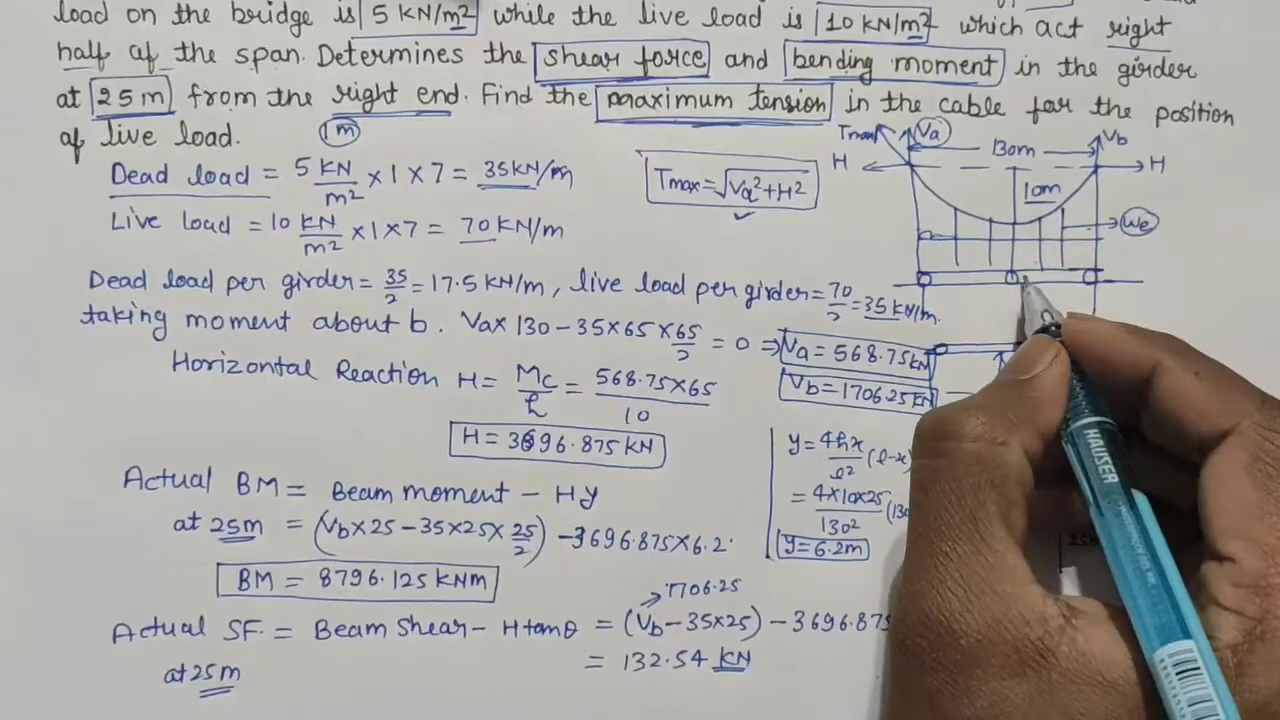 load on the bridge is 5 KN/m² while the live load is 10 KN/m² which act right
half of the span. Determines the shear force and bending moment in the girder
at 25m from the right end. Find the maximum tension in the cable for the position
of live load.
1m
Tmax Va Vb
H 130m H
10m
We
Dead load = 5 KN/m² × 1 × 7 = 35KN/m
Tmax = √Va²+H²
Live load = 10 KN/m² × 1 × 7 = 70 KN/m
Dead load per girder = 35/2 = 17.5 KN/m, live load per girder = 70/2 = 35 KN/m.
taking moment about b. Va × 130 - 35×65×65/2 = 0 ⇒ Va = 568.75KN
Vb = 1706.25KN
Horizontal Reaction H = Mc/h = 568.75×65/10
H = 3696.875 KN
y = 4hx/l² (l-x)
= 4×10×25/130² (130
y = 6.2m
Actual BM = Beam moment - Hy
at 25m = (Vb×25 - 35×25×25/2) - 3696.875×6.2
BM = 8796.125 KNm
1706.25
Actual SF. = Beam Shear - H tanθ = (Vb - 35×25) - 3696.875
at 25m = 132.54 KN
HAUSER